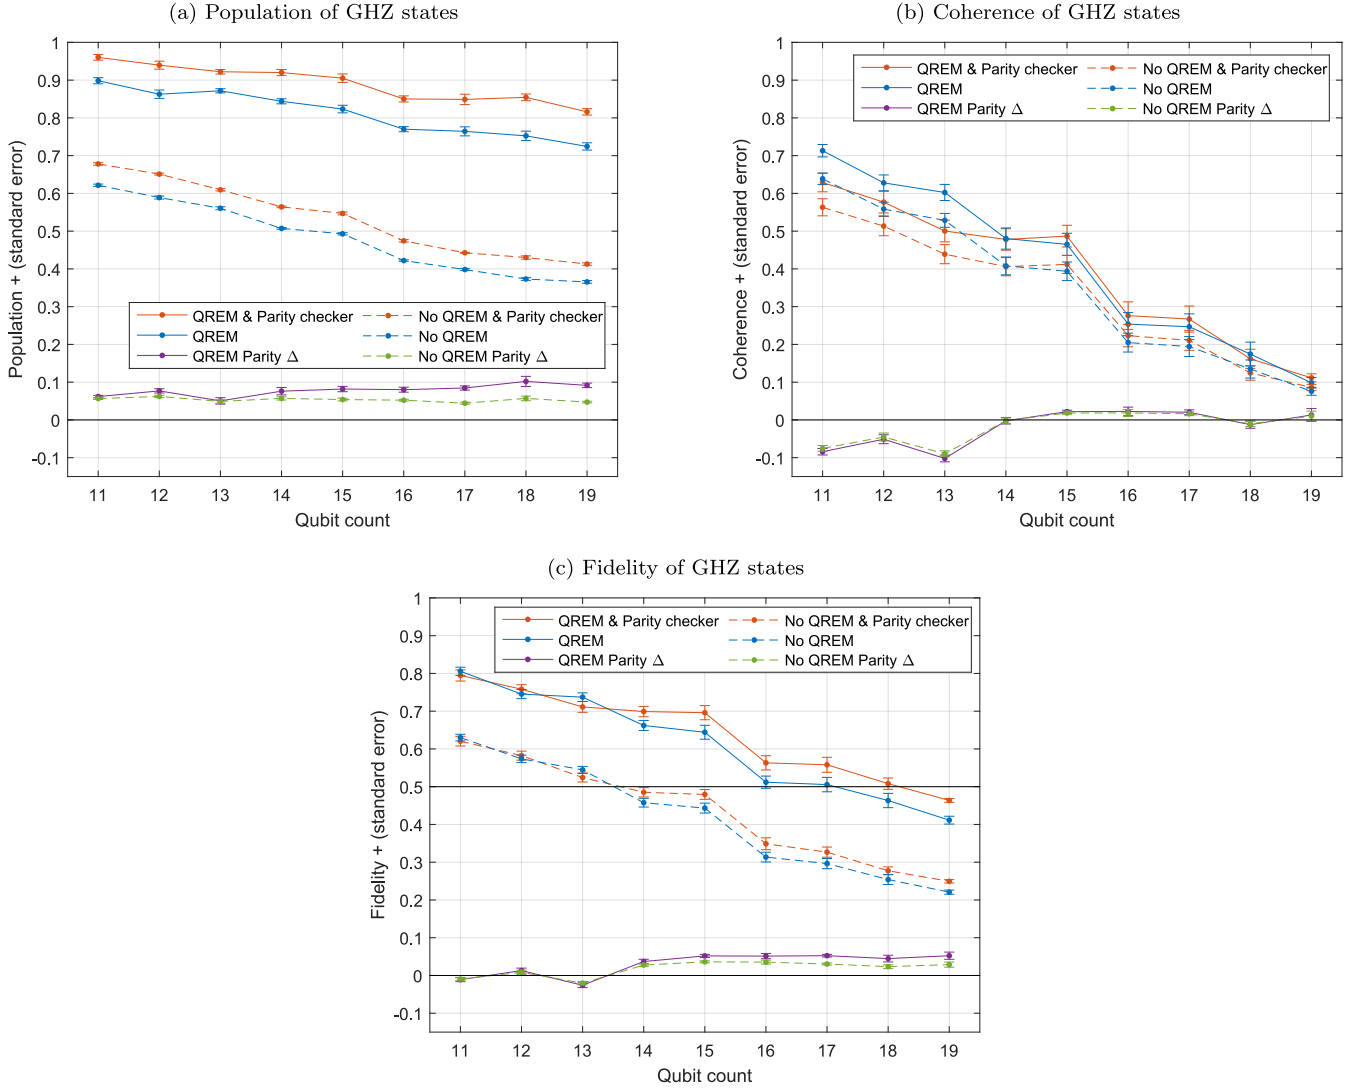 (a) Population of GHZ states
Population + (standard error)
1
0.9
0.8
0.7
0.6
0.5
0.4
0.3
0.2
0.1
0
-0.1
QREM & Parity checker
QREM
QREM Parity Δ
No QREM & Parity checker
No QREM
No QREM Parity Δ
11 12 13 14 15 16 17 18 19
Qubit count
(b) Coherence of GHZ states
Coherence + (standard error)
1
0.9
0.8
0.7
0.6
0.5
0.4
0.3
0.2
0.1
0
-0.1
QREM & Parity checker
QREM
QREM Parity Δ
No QREM & Parity checker
No QREM
No QREM Parity Δ
11 12 13 14 15 16 17 18 19
Qubit count
(c) Fidelity of GHZ states
Fidelity + (standard error)
1
0.9
0.8
0.7
0.6
0.5
0.4
0.3
0.2
0.1
0
-0.1
QREM & Parity checker
QREM
QREM Parity Δ
No QREM & Parity checker
No QREM
No QREM Parity Δ
11 12 13 14 15 16 17 18 19
Qubit count